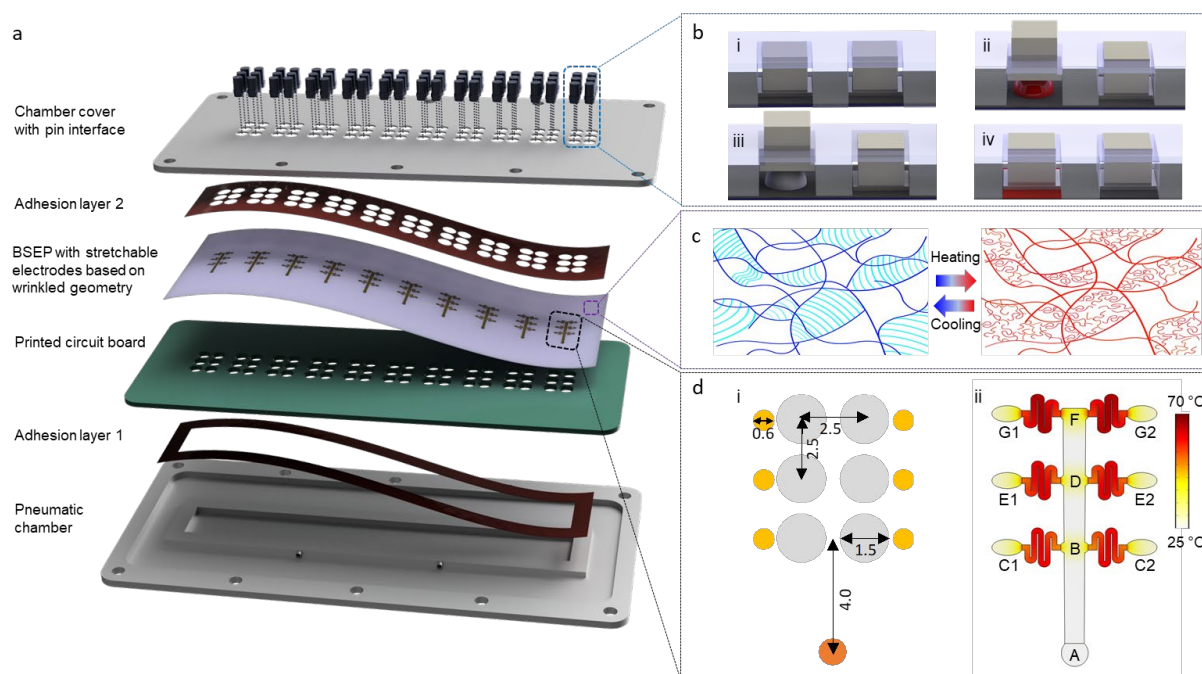 a
Chamber cover
with pin interface
Adhesion layer 2
BSEP with stretchable
electrodes based on
wrinkled geometry
Printed circuit board
Adhesion layer 1
Pneumatic
chamber
b
i
ii
iii
iv
c
Heating
Cooling
d
i
0.6
2.5
2.5
1.5
4.0
ii
70 °C
25 °C
G1
F
G2
E1
D
E2
C1
B
C2
A